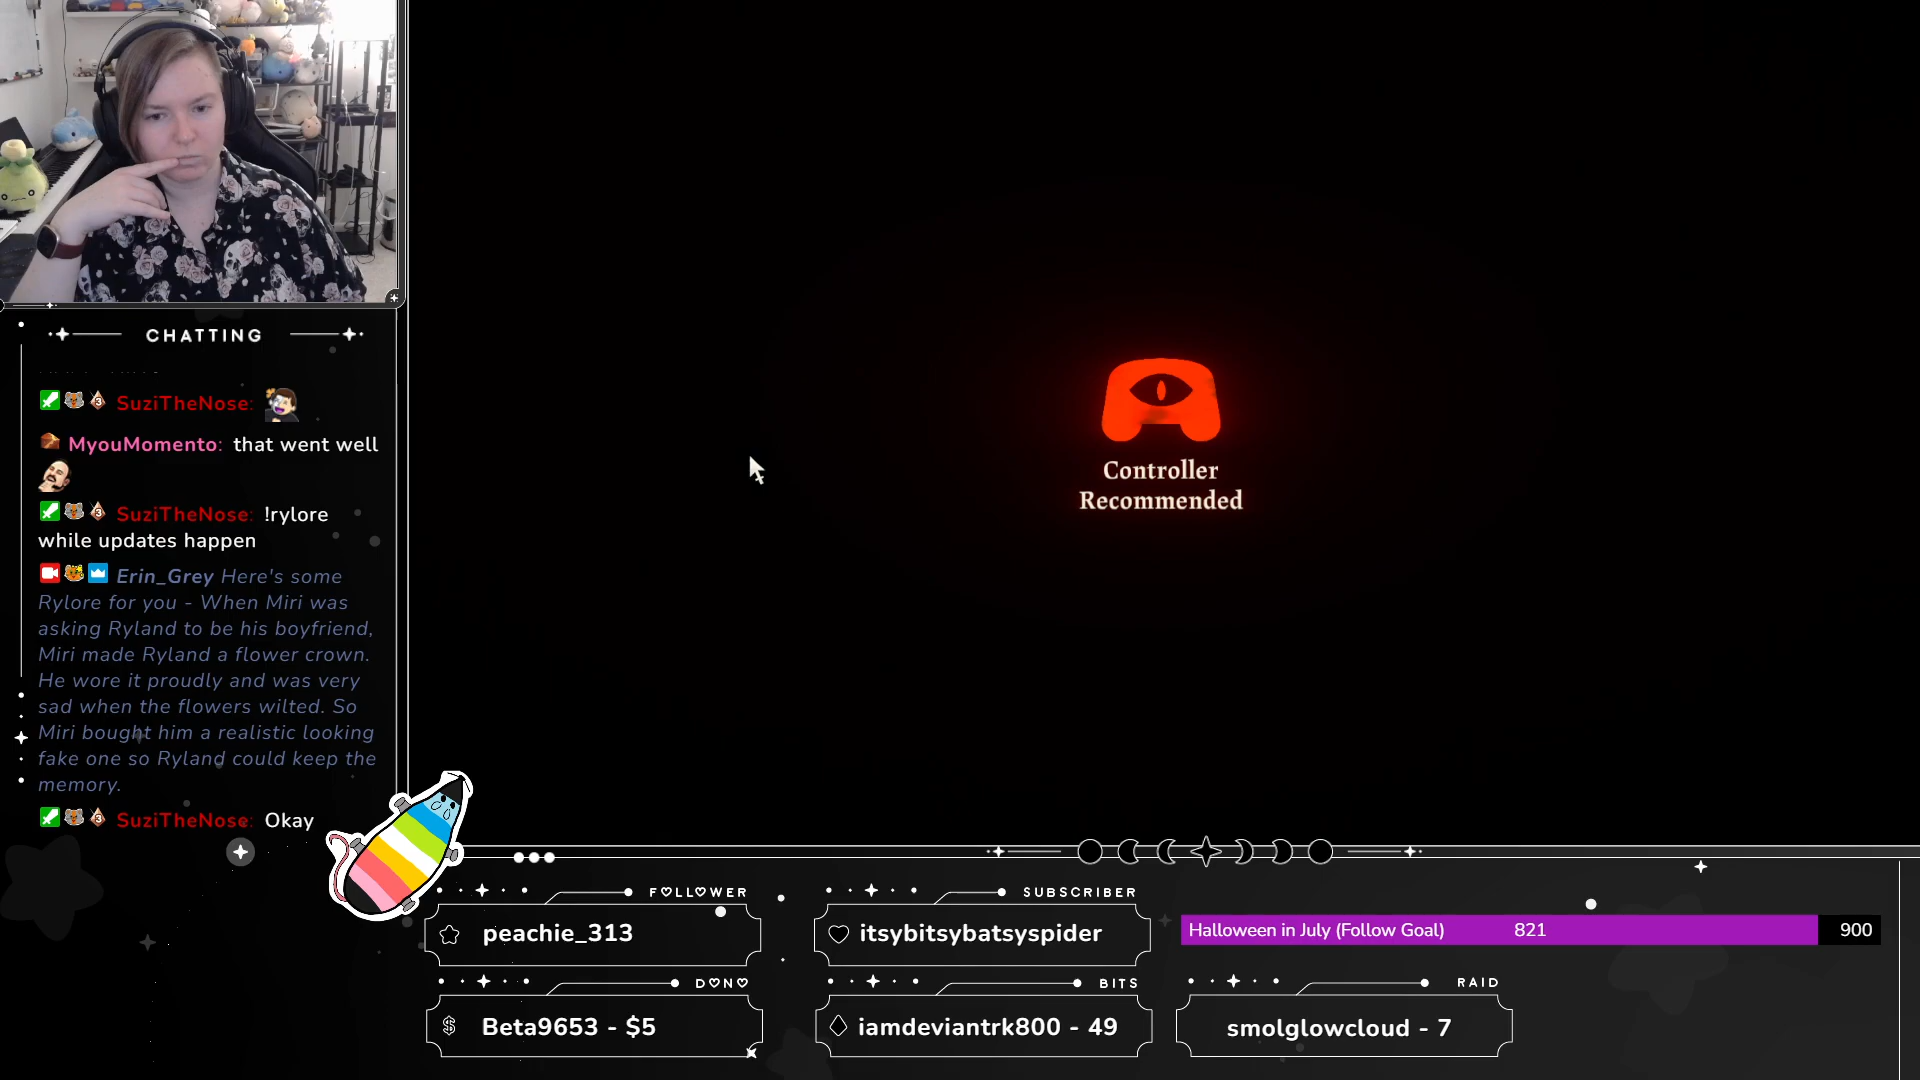 CHATTING
SuziTheNose:
MyouMomento: that went well
SuziTheNose: !rylore
while updates happen
Erin_Grey Here's some
Rylore for you - When Miri was
asking Ryland to be his boyfriend,
Miri made Ryland a flower crown.
He wore it proudly and was very
sad when the flowers wilted. So
Miri bought him a realistic looking
fake one so Ryland could keep the
memory.
SuziTheNose: Okay
Controller
Recommended
FOLLOWER
peachie_313
SUBSCRIBER
itsybitsybatsyspider
Halloween in July (Follow Goal) 821 900
DONO
Beta9653 - $5
BITS
iamdeviantrk800 - 49
RAID
smolglowcloud - 7